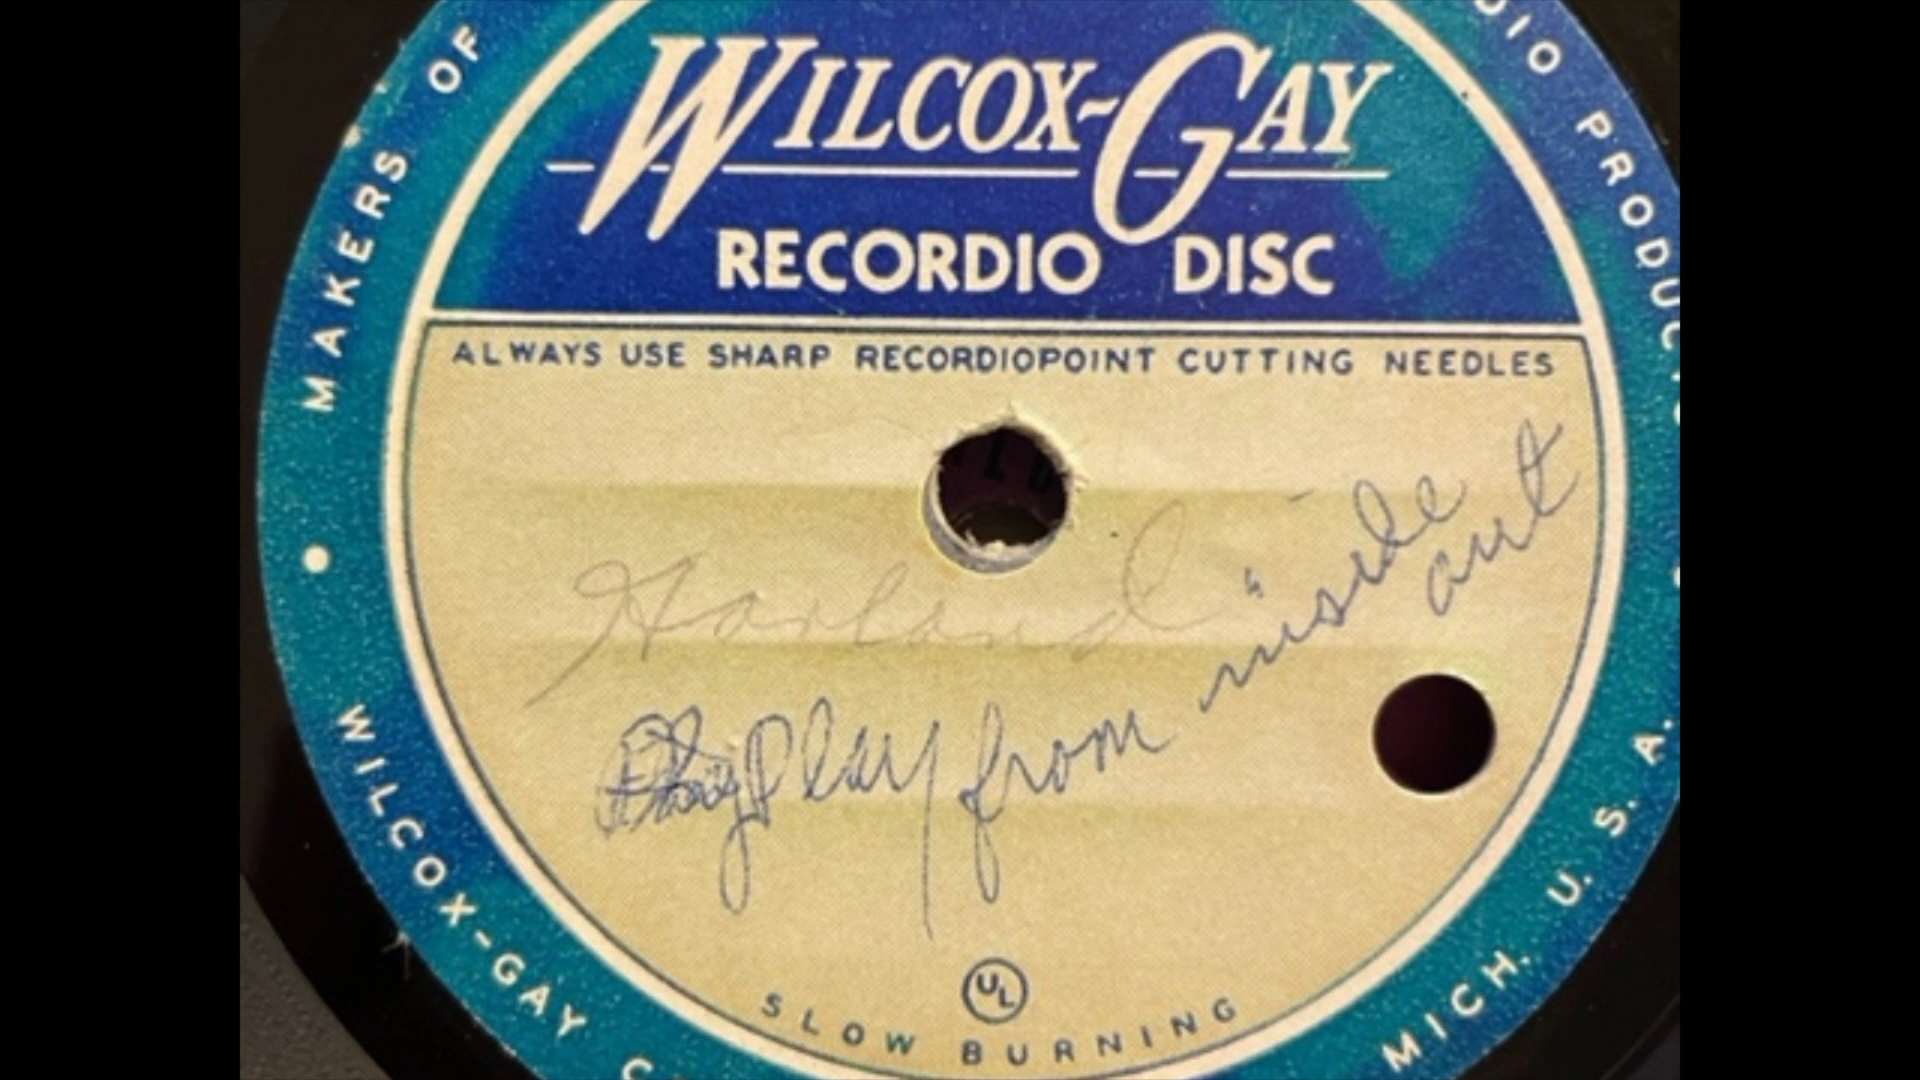 WILCOX-GAY
RECORDIO DISC
ALWAYS USE SHARP RECORDIOPOINT CUTTING NEEDLES
Harland
Play from inside
out
UL
SLOW BURNING
MAKERS OF
PRODUC
WILCOX-GAY C
MICH. U. S. A.